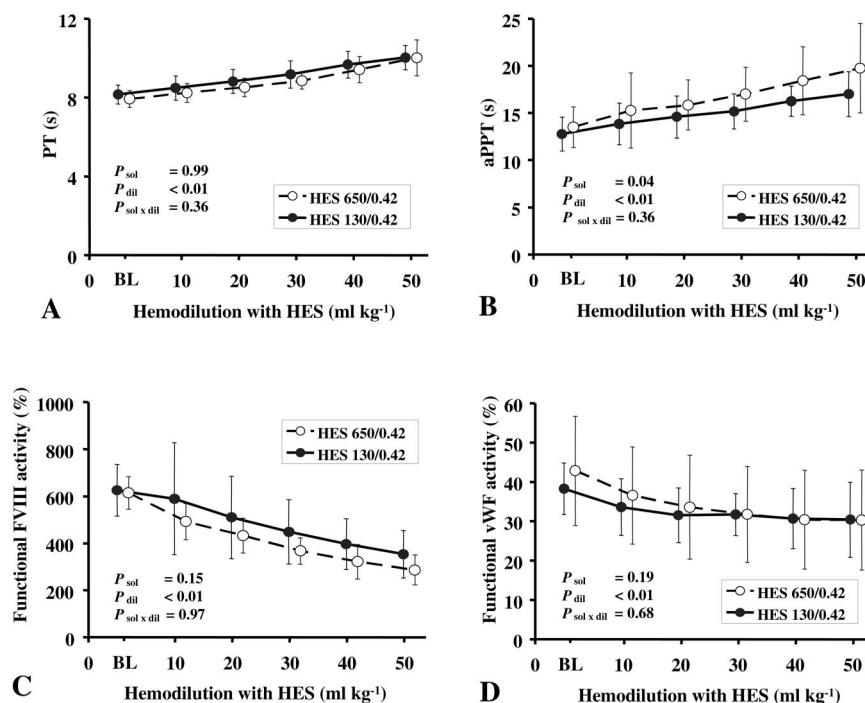 12
8
4
0
PT (s)
P sol = 0.99
P dil < 0.01
P sol x dil = 0.36
HES 650/0.42
HES 130/0.42
0 BL 10 20 30 40 50
A
Hemodilution with HES (ml kg-1)
25
20
15
10
5
0
aPPT (s)
P sol = 0.04
P dil < 0.01
P sol x dil = 0.36
HES 650/0.42
HES 130/0.42
0 BL 10 20 30 40 50
B
Hemodilution with HES (ml kg-1)
1000
800
600
400
200
0
Functional FVIII activity (%)
HES 650/0.42
HES 130/0.42
P sol = 0.15
P dil < 0.01
P sol x dil = 0.97
0 BL 10 20 30 40 50
C
Hemodilution with HES (ml kg-1)
60
50
40
30
20
10
0
Functional vWF activity (%)
P sol = 0.19
P dil < 0.01
P sol x dil = 0.68
HES 650/0.42
HES 130/0.42
0 BL 10 20 30 40 50
D
Hemodilution with HES (ml kg-1)